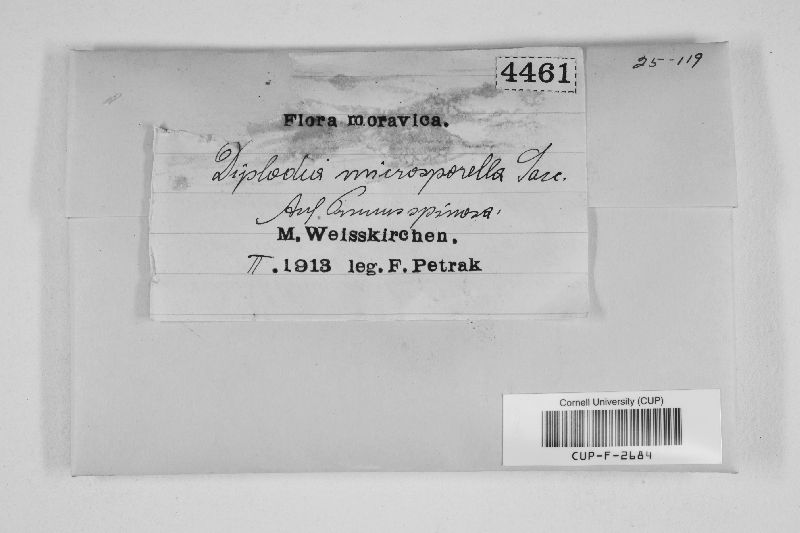 4461
25-119
Flora moravica.
Diplodia microsporella Sacc.
Auf Prunus spinosa.
M. Weisskirchen.
II. 1913 leg. F. Petrak
Cornell University (CUP)
CUP-F-2684